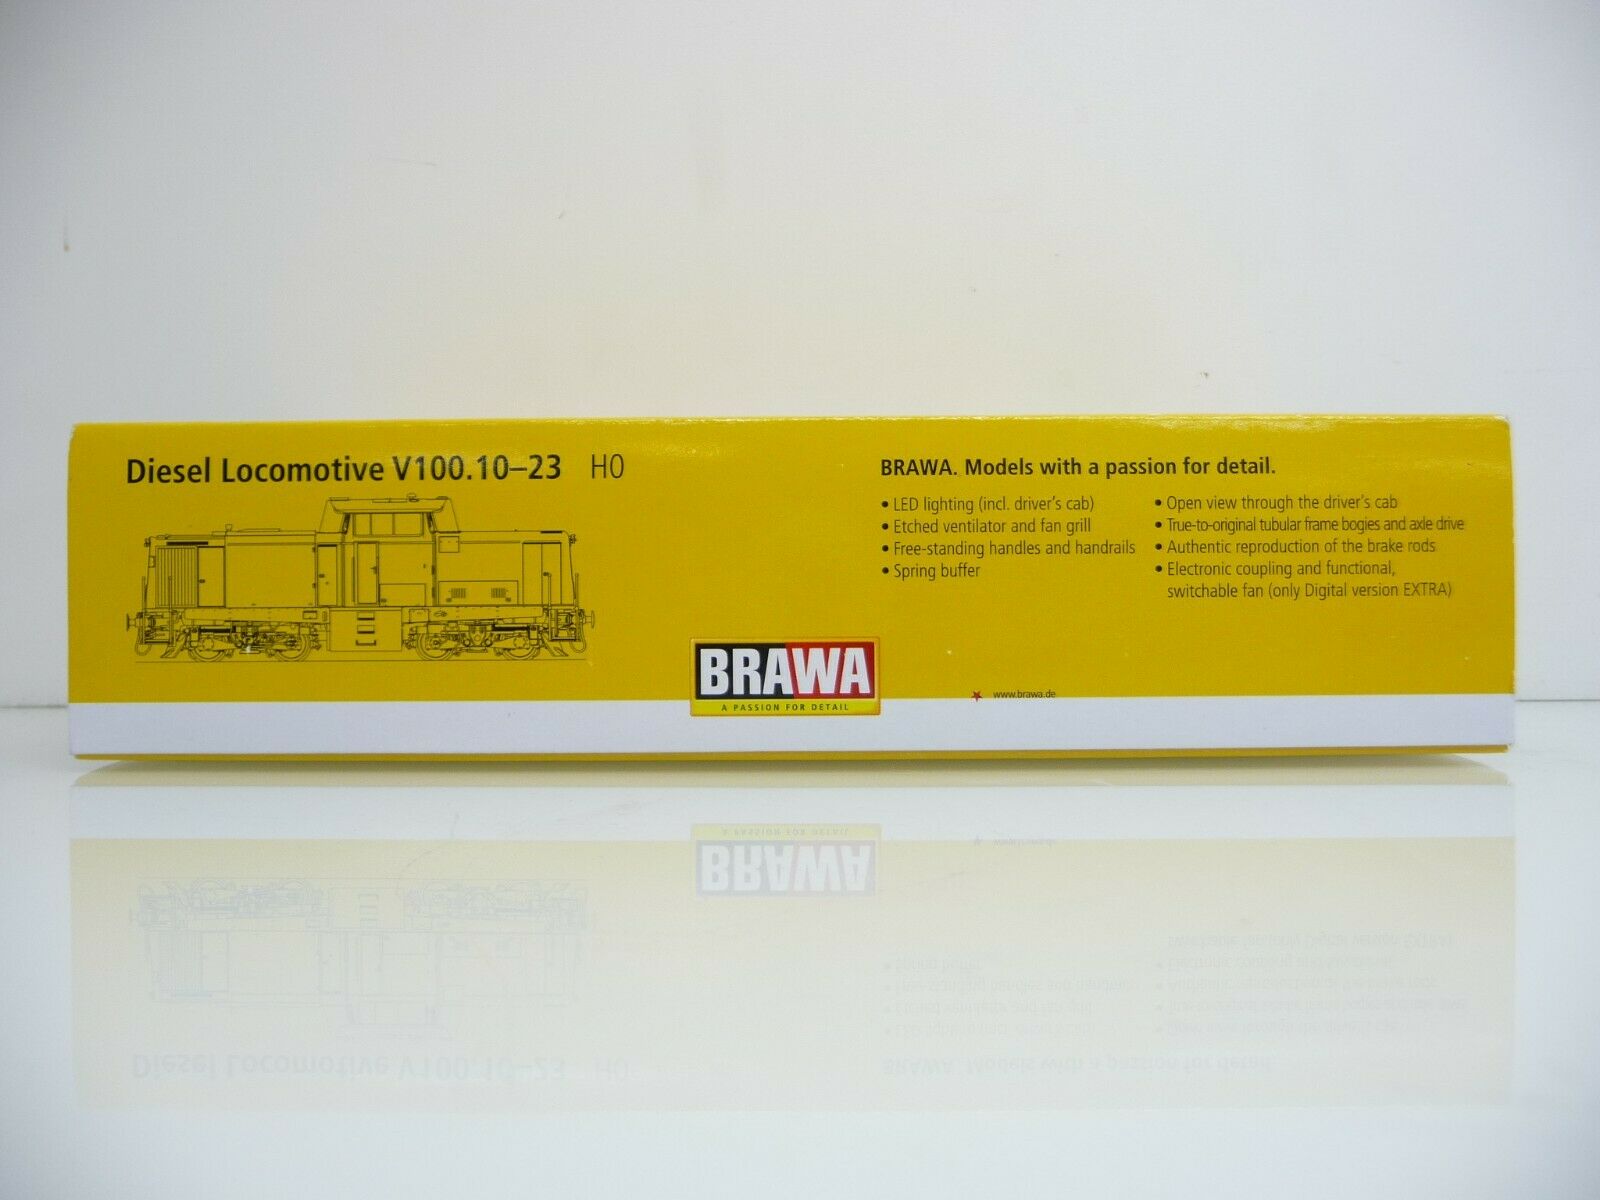 Diesel Locomotive V100.10–23 H0
BRAWA. Models with a passion for detail.
• LED lighting (incl. driver's cab)
• Etched ventilator and fan grill
• Free-standing handles and handrails
• Spring buffer
• Open view through the driver's cab
• True-to-original tubular frame bogies and axle drive
• Authentic reproduction of the brake rods
• Electronic coupling and functional,
switchable fan (only Digital version EXTRA)
BRAWA
A PASSION FOR DETAIL
www.brawa.de